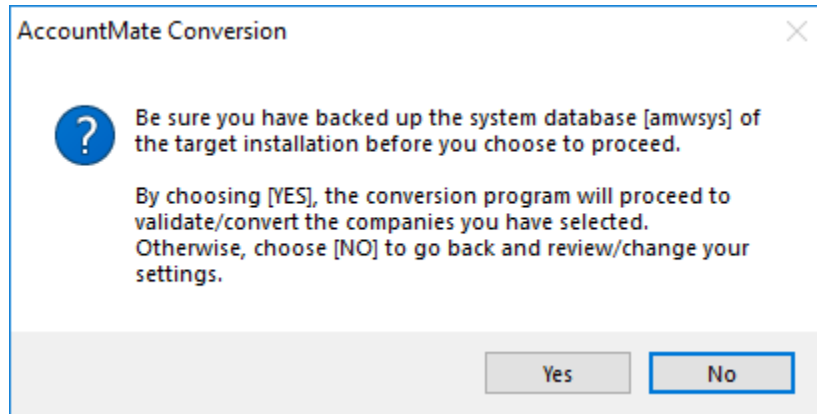 AccountMate Conversion
Be sure you have backed up the system database [amwsys] of
the target installation before you choose to proceed.
By choosing [YES], the conversion program will proceed to
validate/convert the companies you have selected.
Otherwise, choose [NO] to go back and review/change your
settings.
Yes
No